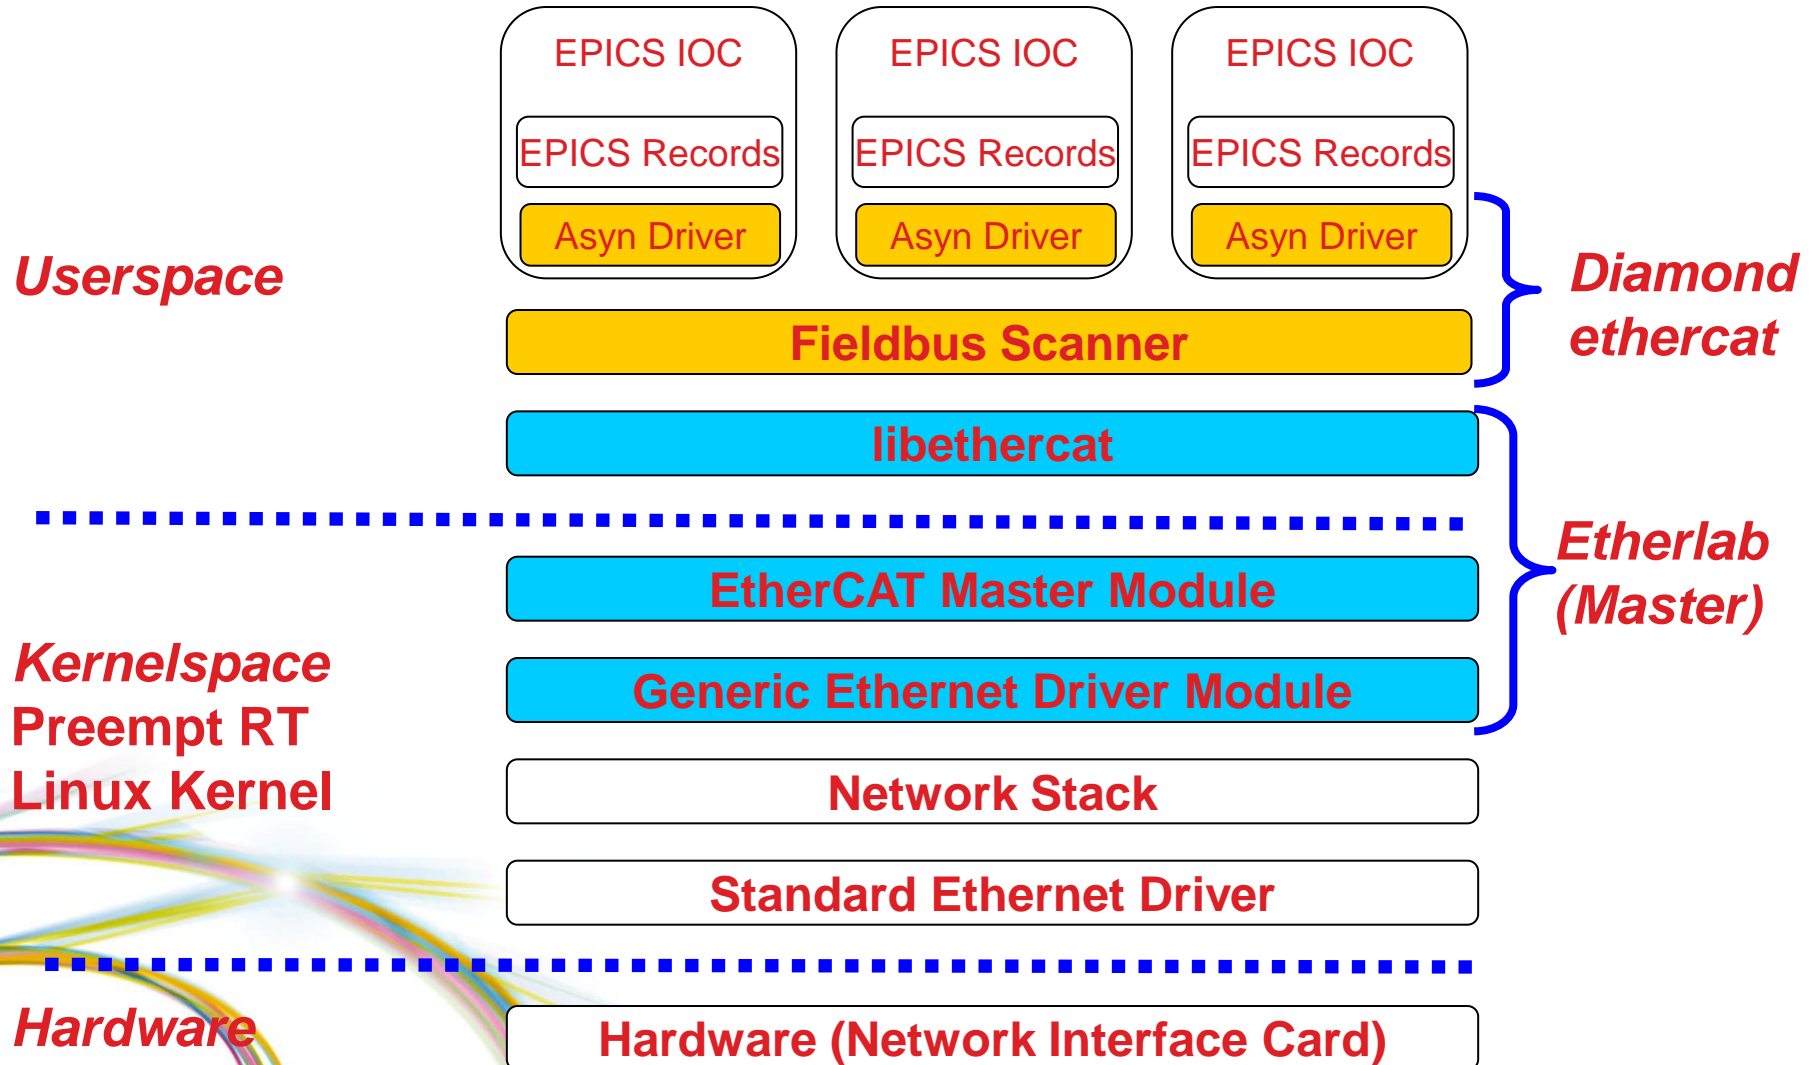 EPICS IOC
EPICS IOC
EPICS IOC
EPICS Records
EPICS Records
EPICS Records
Asyn Driver
Asyn Driver
Asyn Driver
Userspace
Diamond
ethercat
Fieldbus Scanner
libethercat
Etherlab
(Master)
EtherCAT Master Module
Kernelspace
Preempt RT
Linux Kernel
Generic Ethernet Driver Module
Network Stack
Standard Ethernet Driver
Hardware
Hardware (Network Interface Card)